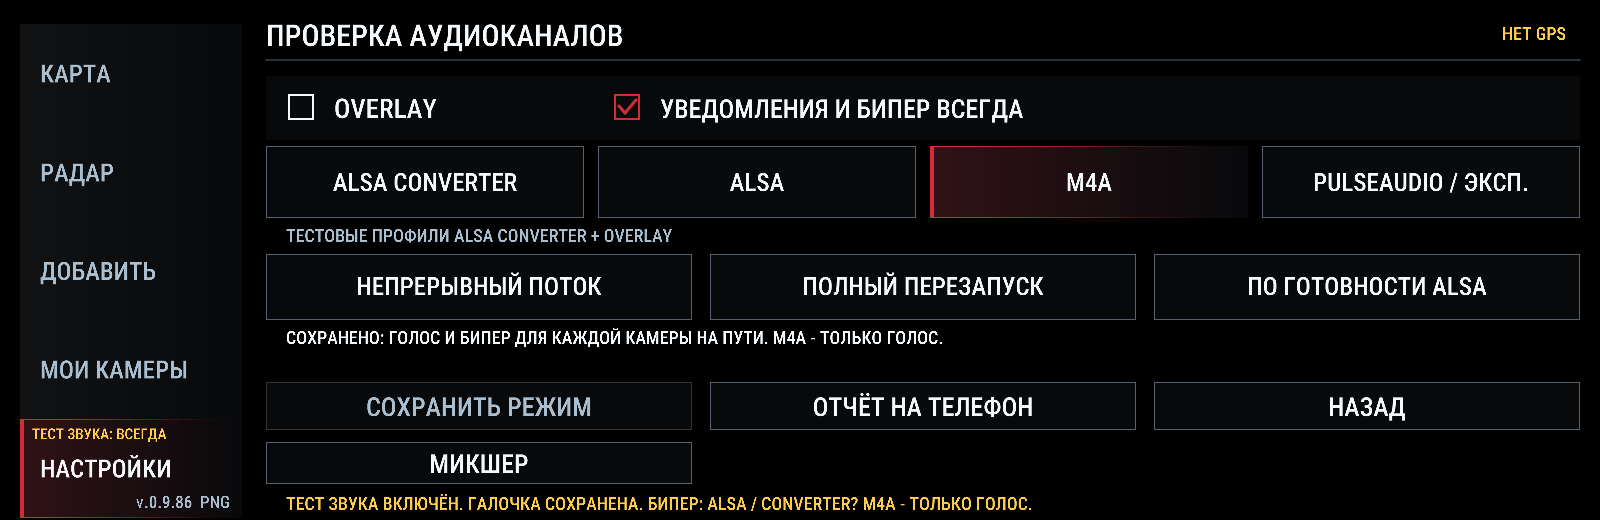 ПРОВЕРКА АУДИОКАНАЛОВ
НЕТ GPS
КАРТА
РАДАР
ДОБАВИТЬ
МОИ КАМЕРЫ
ТЕСТ ЗВУКА: ВСЕГДА
НАСТРОЙКИ
v.0.9.86 PNG
OVERLAY
УВЕДОМЛЕНИЯ И БИПЕР ВСЕГДА
ALSA CONVERTER
ALSA
M4A
PULSEAUDIO / ЭКСП.
ТЕСТОВЫЕ ПРОФИЛИ ALSA CONVERTER + OVERLAY
НЕПРЕРЫВНЫЙ ПОТОК
ПОЛНЫЙ ПЕРЕЗАПУСК
ПО ГОТОВНОСТИ ALSA
СОХРАНЕНО: ГОЛОС И БИПЕР ДЛЯ КАЖДОЙ КАМЕРЫ НА ПУТИ. M4A - ТОЛЬКО ГОЛОС.
СОХРАНИТЬ РЕЖИМ
ОТЧЁТ НА ТЕЛЕФОН
НАЗАД
МИКШЕР
ТЕСТ ЗВУКА ВКЛЮЧЁН. ГАЛОЧКА СОХРАНЕНА. БИПЕР: ALSA / CONVERTER? M4A - ТОЛЬКО ГОЛОС.